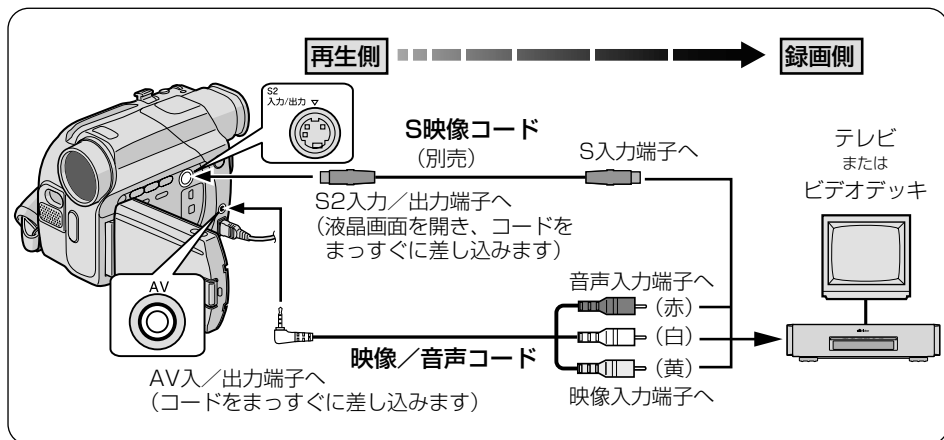 再生側
録画側
S2
入力/出力 ▽
S映像コード
（別売）
S入力端子へ
テレビ
または
ビデオデッキ
S2入力／出力端子へ
（液晶画面を開き、コードを
まっすぐに差し込みます）
AV
音声入力端子へ
（赤）
（白）
（黄）
映像入力端子へ
映像／音声コード
AV入／出力端子へ
（コードをまっすぐに差し込みます）